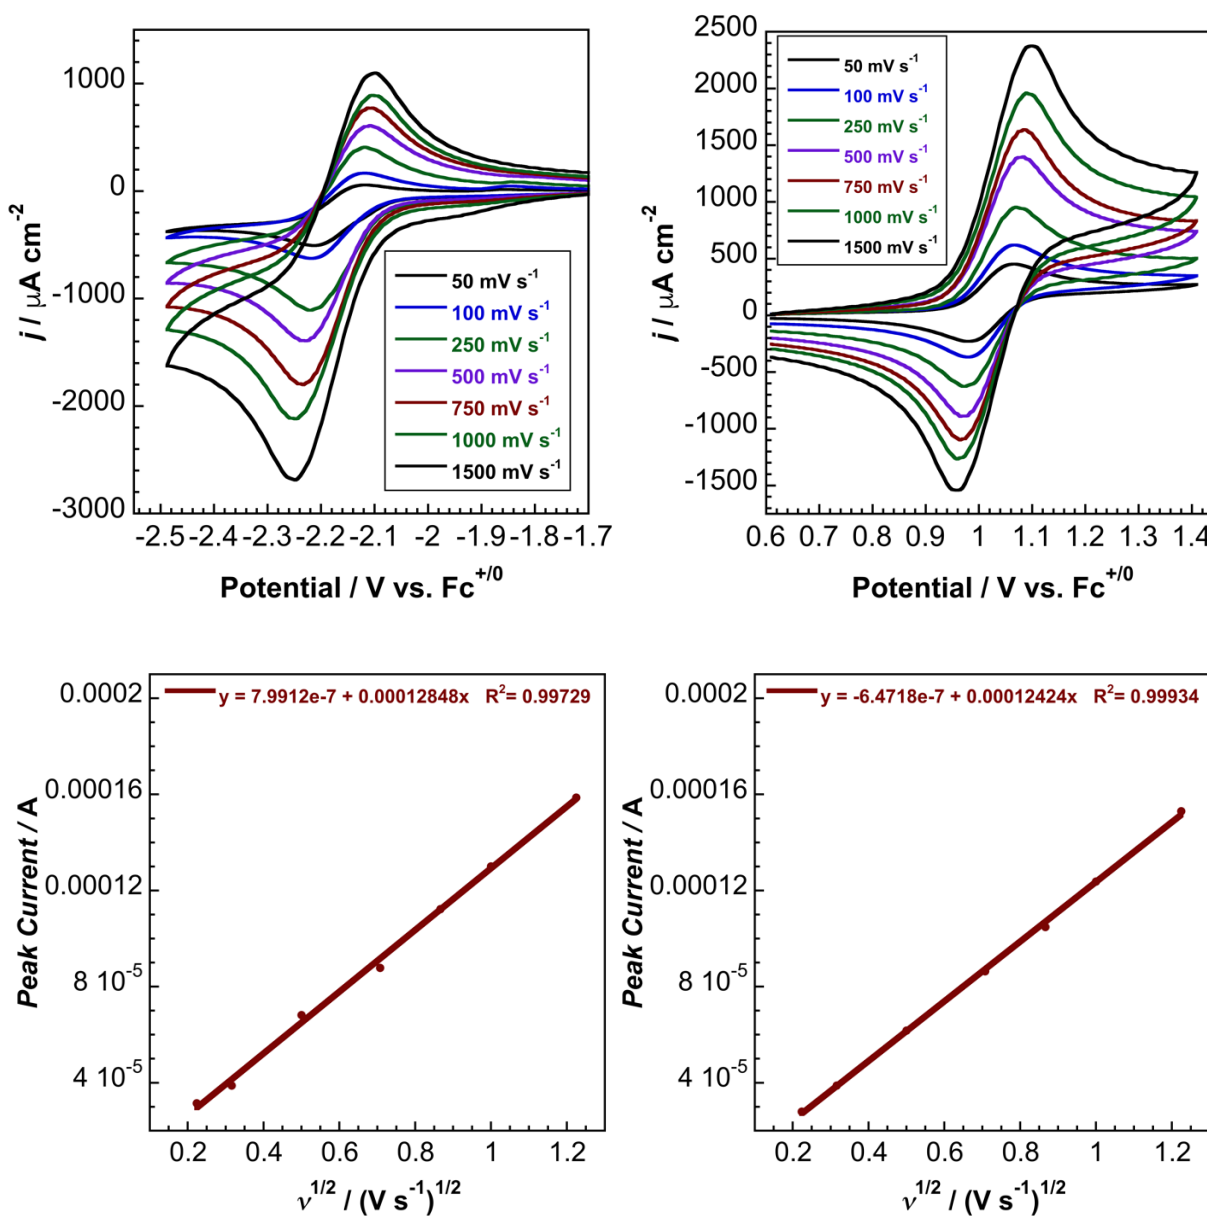 1000
0
-1000
-2000
-3000
j / μA cm-2
50 mV s-1
100 mV s-1
250 mV s-1
500 mV s-1
750 mV s-1
1000 mV s-1
1500 mV s-1
-2.5 -2.4 -2.3 -2.2 -2.1 -2 -1.9 -1.8 -1.7
Potential / V vs. Fc+/0
2500
2000
1500
1000
500
0
-500
-1000
-1500
j / μA cm-2
50 mV s-1
100 mV s-1
250 mV s-1
500 mV s-1
750 mV s-1
1000 mV s-1
1500 mV s-1
0.6 0.7 0.8 0.9 1 1.1 1.2 1.3 1.4
Potential / V vs. Fc+/0
y = 7.9912e-7 + 0.00012848x R2= 0.99729
0.0002
0.00016
0.00012
8 10-5
4 10-5
Peak Current / A
0.2 0.4 0.6 0.8 1 1.2
ν1/2 / (V s-1)1/2
y = -6.4718e-7 + 0.00012424x R2= 0.99934
0.0002
0.00016
0.00012
8 10-5
4 10-5
Peak Current / A
0.2 0.4 0.6 0.8 1 1.2
ν1/2 / (V s-1)1/2